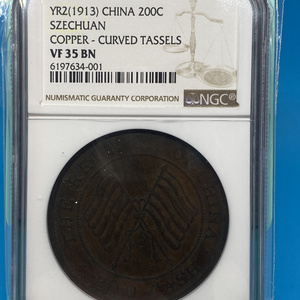 YR2(1913) CHINA 200C
SZECHUAN
COPPER - CURVED TASSELS
VF 35 BN
6197634-001
NUMISMATIC GUARANTY CORPORATION
NGC